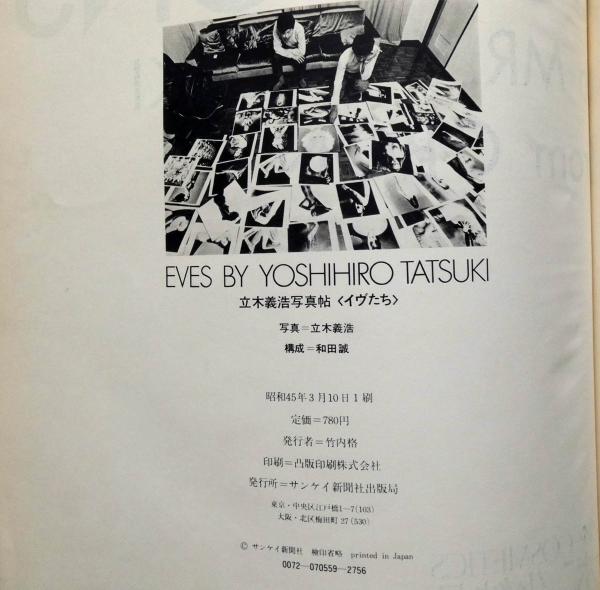 EVES BY YOSHIHIRO TATSUKI
立木義浩写真帖〈イヴたち〉
写真=立木義浩
構成=和田誠
昭和45年3月10日1刷
定価=780円
発行者=竹内格
印刷=凸版印刷株式会社
発行所=サンケイ新聞社出版局
東京・中央区江戸橋1-7(103)
大阪・北区梅田町27(530)
© サンケイ新聞社 検印省略 printed in Japan
0072-070559-2756